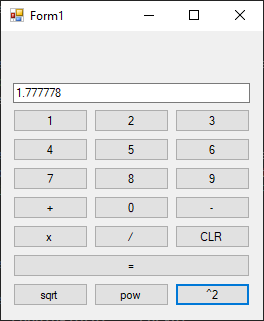 Form1
1.777778
1 2 3
4 5 6
7 8 9
+ 0 -
x / CLR
=
sqrt pow ^2